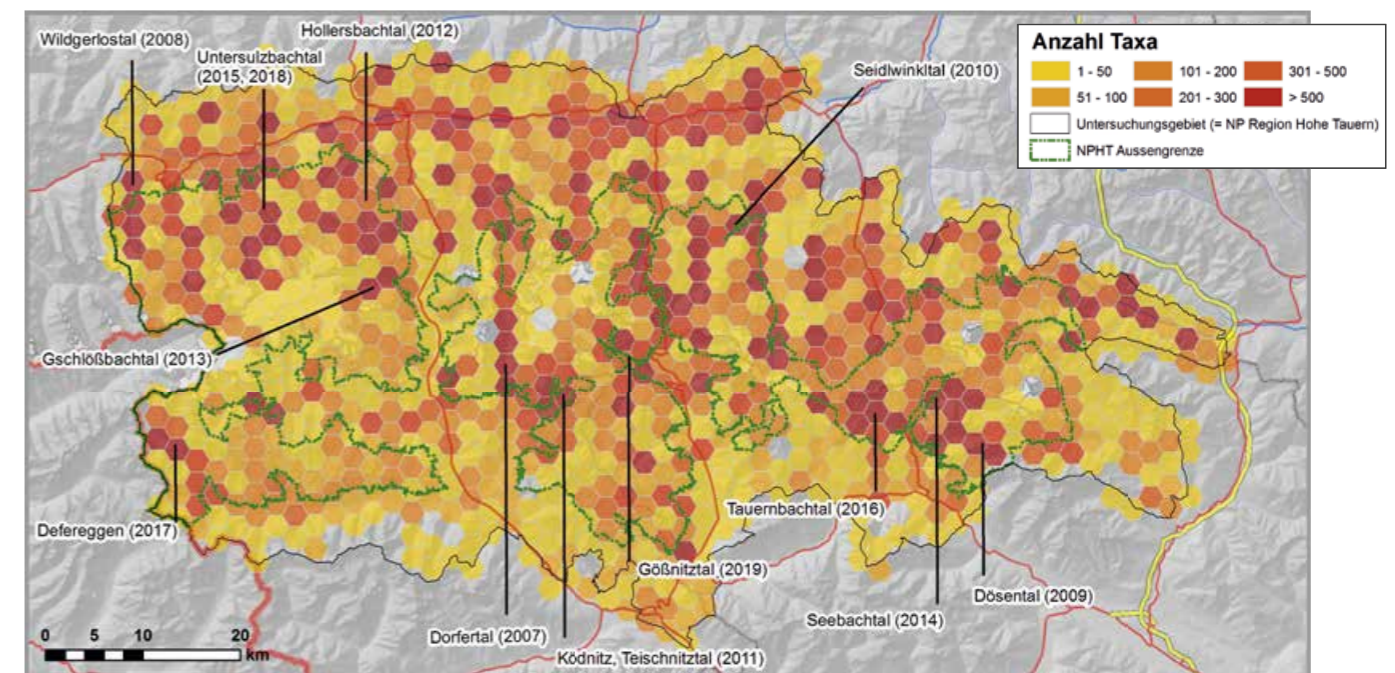 Wildgerlostal (2008)
Hollersbachtal (2012)
Untersulzbachtal
(2015, 2018)
Seidlwinkltal (2010)
Anzahl Taxa
1 - 50
101 - 200
301 - 500
51 - 100
201 - 300
> 500
Untersuchungsgebiet (= NP Region Hohe Tauern)
NPHT Aussengrenze
Gschlößbachtal (2013)
Defereggen (2017)
Tauernbachtal (2016)
Gößnitztal (2019)
Dösental (2009)
Seebachtal (2014)
Dorfertal (2007)
Ködnitz, Teischnitztal (2011)
0 5 10 20
km